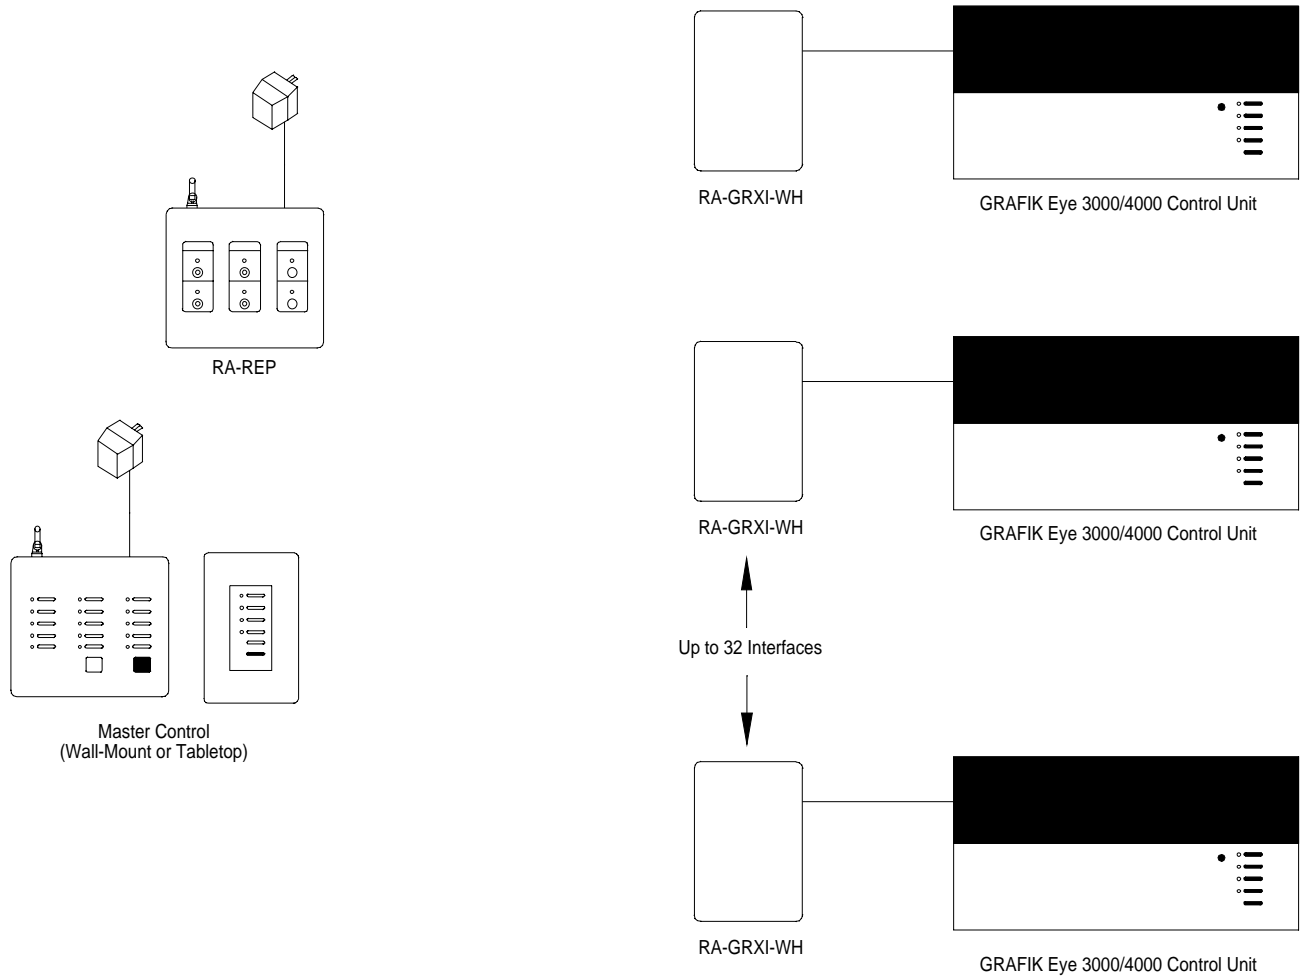 RA-GRXI-WH
GRAFIK Eye 3000/4000 Control Unit
RA-REP
RA-GRXI-WH
GRAFIK Eye 3000/4000 Control Unit
Up to 32 Interfaces
Master Control
(Wall-Mount or Tabletop)
RA-GRXI-WH
GRAFIK Eye 3000/4000 Control Unit